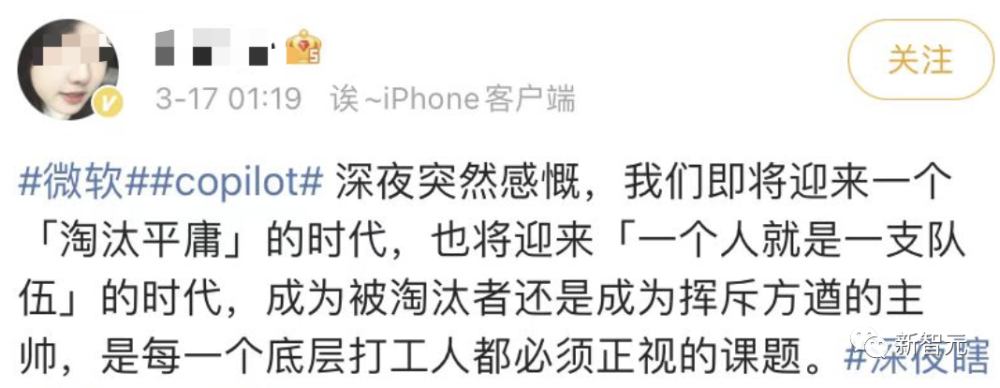 关注
3-17 01:19 诶~iPhone客户端
#微软##copilot# 深夜突然感慨，我们即将迎来一个
「淘汰平庸」的时代，也将迎来「一个人就是一支队
伍」的时代，成为被淘汰者还是成为挥斥方遒的主
帅，是每一个底层打工人都必须正视的课题。#深夜瞎
新智元